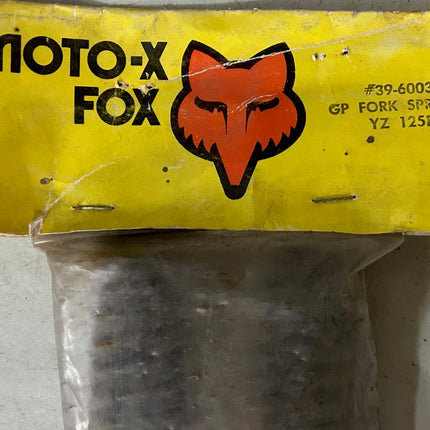 MOTO-X
FOX
#39-6003
GP FORK SPR
YZ 125